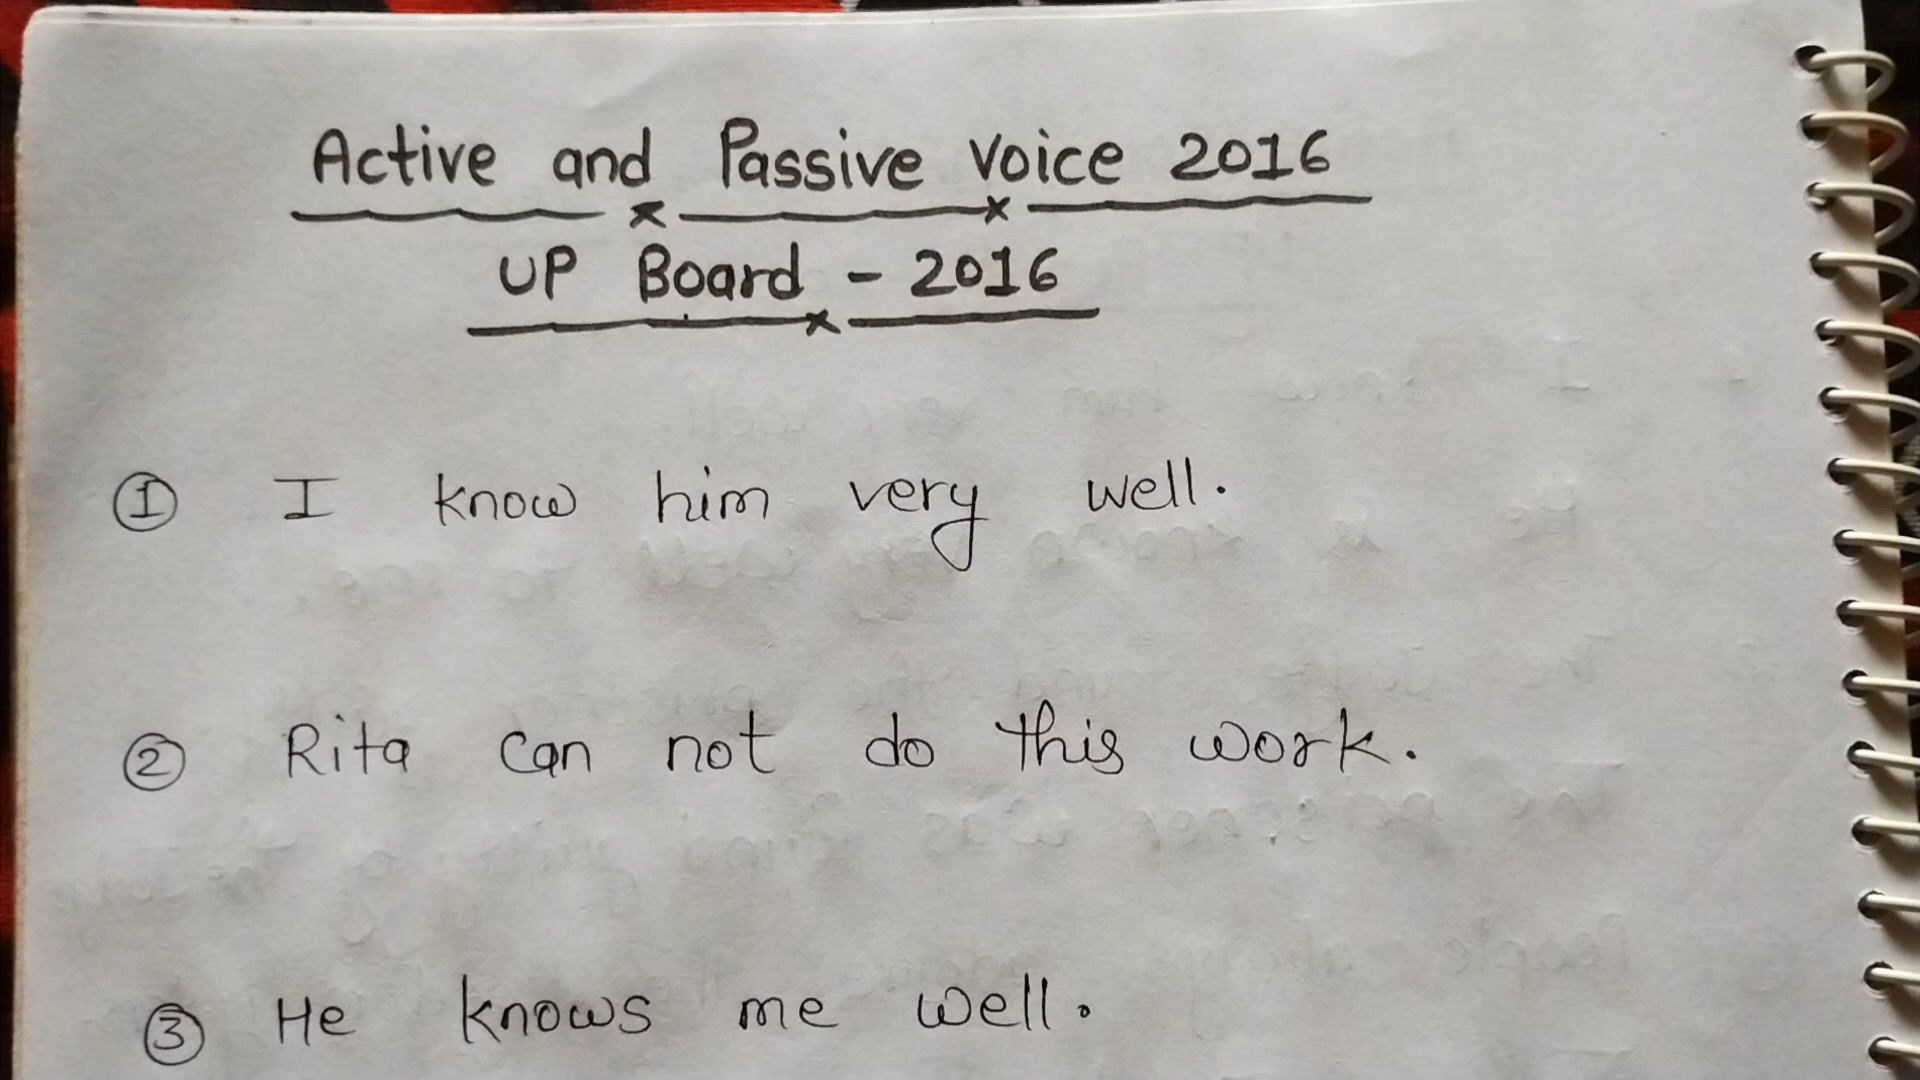 Active and Passive Voice 2016
UP Board - 2016
① I know him very well.
② Rita can not do this work.
③ He knows me well.